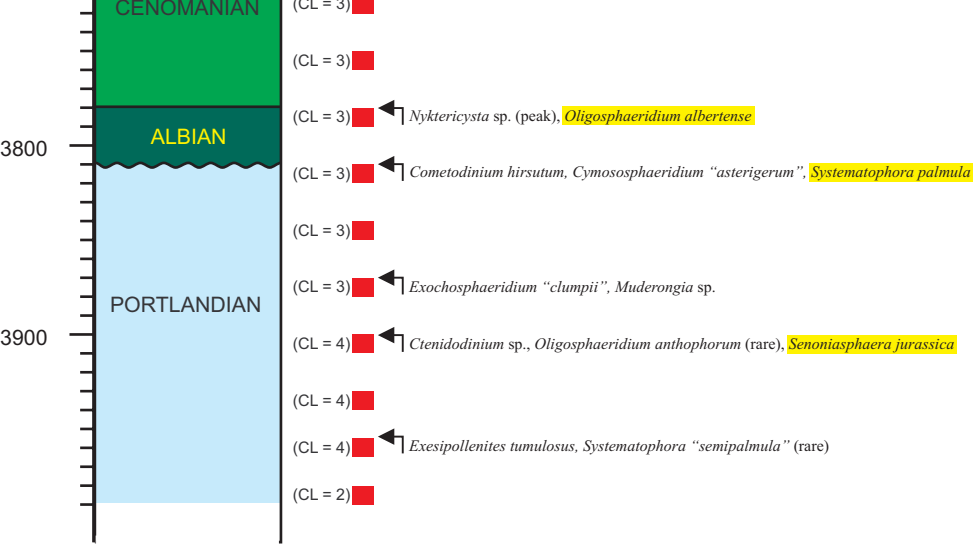 CENOMANIAN
(CL = 3)
(CL = 3)
(CL = 3) Nyktericysta sp. (peak), Oligosphaeridium albertense
ALBIAN
3800
(CL = 3) Cometodinium hirsutum, Cymososphaeridium “asterigerum”, Systematophora palmula
(CL = 3)
(CL = 3) Exochosphaeridium “clumpii”, Muderongia sp.
PORTLANDIAN
3900
(CL = 4) Ctenidodinium sp., Oligosphaeridium anthophorum (rare), Senoniasphaera jurassica
(CL = 4)
(CL = 4) Exesipollenites tumulosus, Systematophora “semipalmula” (rare)
(CL = 2)